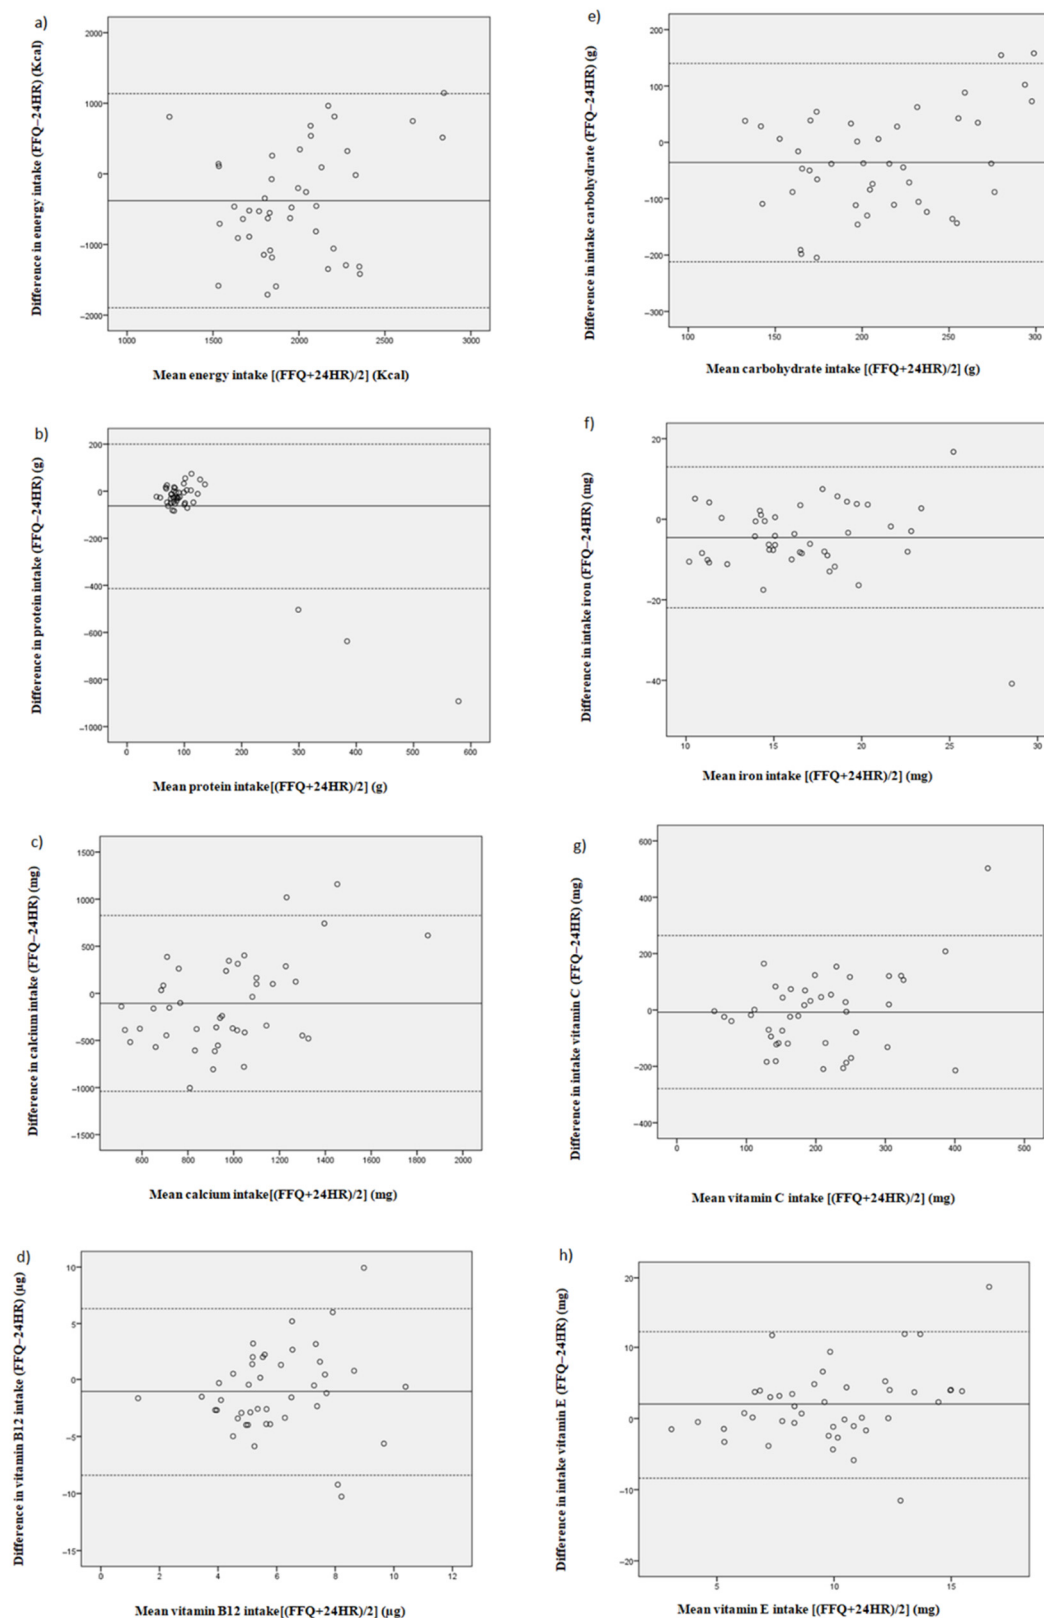 a)
Difference in energy intake (FFQ–24HR) (Kcal)
2000
1000
0
−1000
−2000
1000 1500 2000 2500 3000
Mean energy intake [(FFQ+24HR)/2] (Kcal)
b)
Difference in protein intake (FFQ–24HR) (g)
200
0
−200
−400
−600
−800
−1000
0 100 200 300 400 500 600
Mean protein intake[(FFQ+24HR)/2] (g)
c)
Difference in calcium intake (FFQ–24HR) (mg)
1500
1000
500
0
−500
−1000
−1500
600 800 1000 1200 1400 1600 1800 2000
Mean calcium intake[(FFQ+24HR)/2] (mg)
d)
Difference in vitamin B12 intake (FFQ–24HR) (µg)
10
5
0
−5
−10
−15
0 2 4 6 8 10 12
Mean vitamin B12 intake[(FFQ+24HR)/2] (µg)
e)
Difference in intake carbohydrate (FFQ–24HR) (g)
200
100
0
−100
−200
−300
100 150 200 250 300
Mean carbohydrate intake [(FFQ+24HR)/2] (g)
f)
Difference in intake iron (FFQ–24HR) (mg)
20
0
−20
−40
10 15 20 25 30
Mean iron intake [(FFQ+24HR)/2] (mg)
g)
Difference in intake vitamin C (FFQ–24HR) (mg)
600
400
200
0
−200
−400
0 100 200 300 400 500
Mean vitamin C intake [(FFQ+24HR)/2] (mg)
h)
Difference in intake vitamin E (FFQ–24HR) (mg)
20
10
0
−10
−20
5 10 15
Mean vitamin E intake [(FFQ+24HR)/2] (mg)